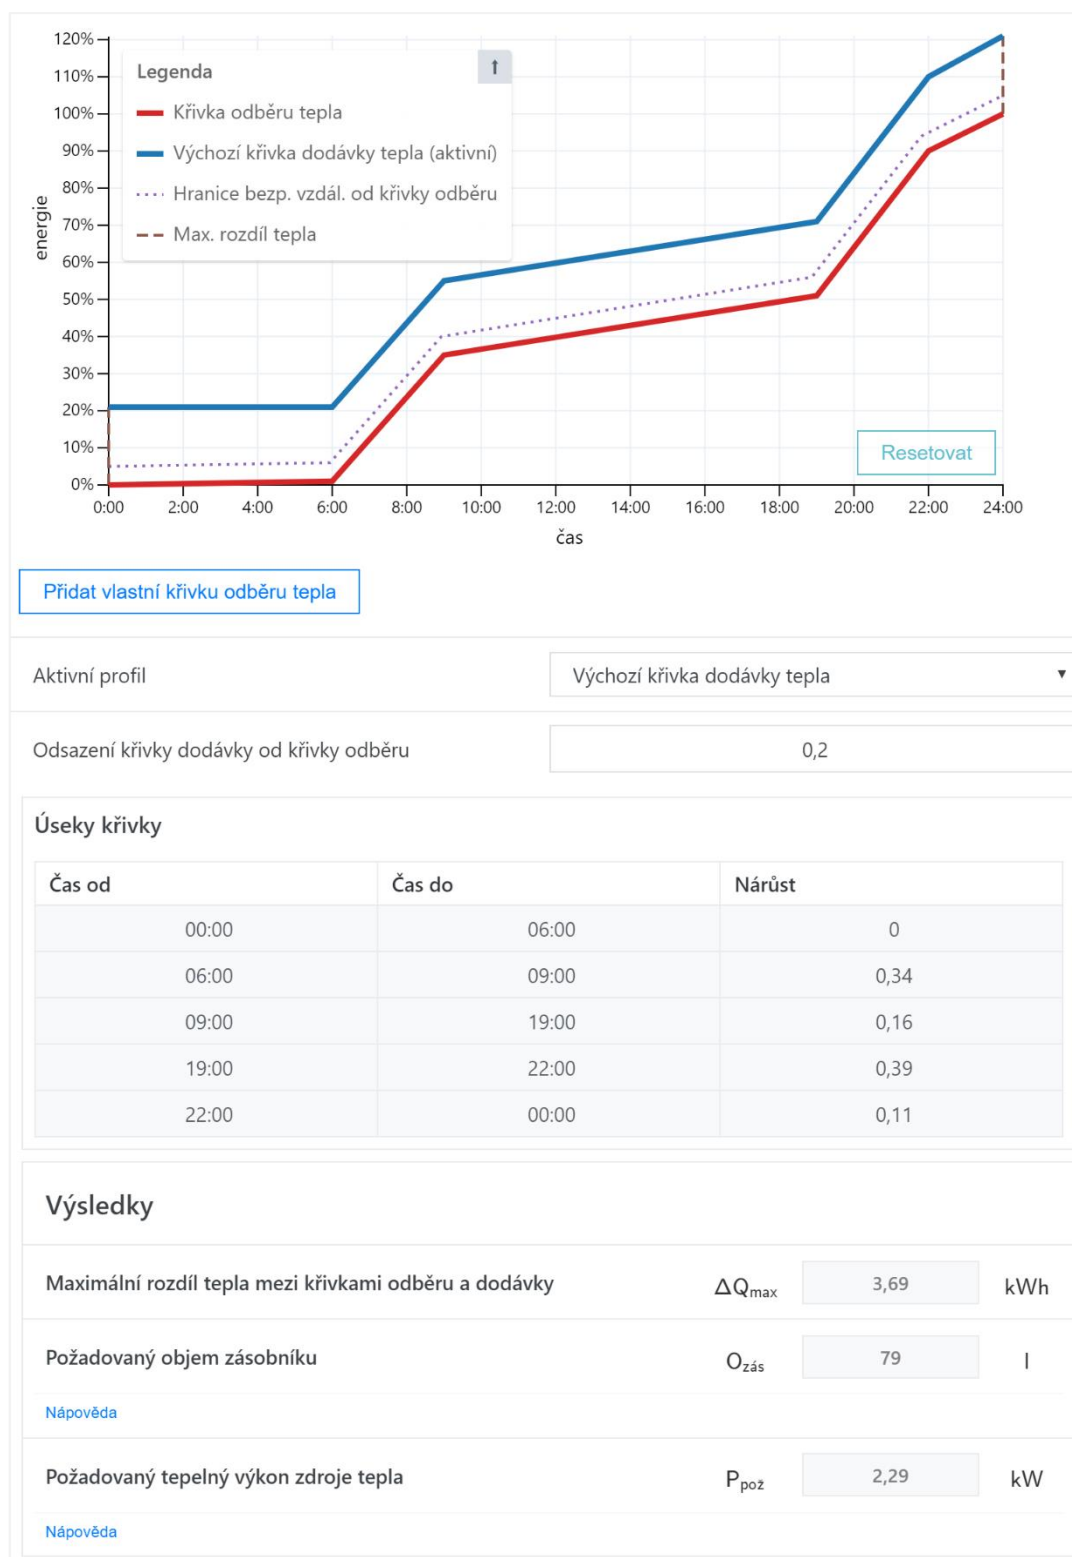 120%
110%
100%
90%
80%
70%
60%
50%
40%
30%
20%
10%
0%
energie
Legenda
Křivka odběru tepla
Výchozí křivka dodávky tepla (aktivní)
Hranice bezp. vzdál. od křivky odběru
Max. rozdíl tepla
Resetovat
0:00 2:00 4:00 6:00 8:00 10:00 12:00 14:00 16:00 18:00 20:00 22:00 24:00
čas
Přidat vlastní křivku odběru tepla
Aktivní profil Výchozí křivka dodávky tepla
Odsazení křivky dodávky od křivky odběru 0,2
Úseky křivky
Čas od Čas do Nárůst
00:00 06:00 0
06:00 09:00 0,34
09:00 19:00 0,16
19:00 22:00 0,39
22:00 00:00 0,11
Výsledky
Maximální rozdíl tepla mezi křivkami odběru a dodávky ΔQmax 3,69 kWh
Požadovaný objem zásobníku Ozás 79 l
Nápověda
Požadovaný tepelný výkon zdroje tepla Ppož 2,29 kW
Nápověda